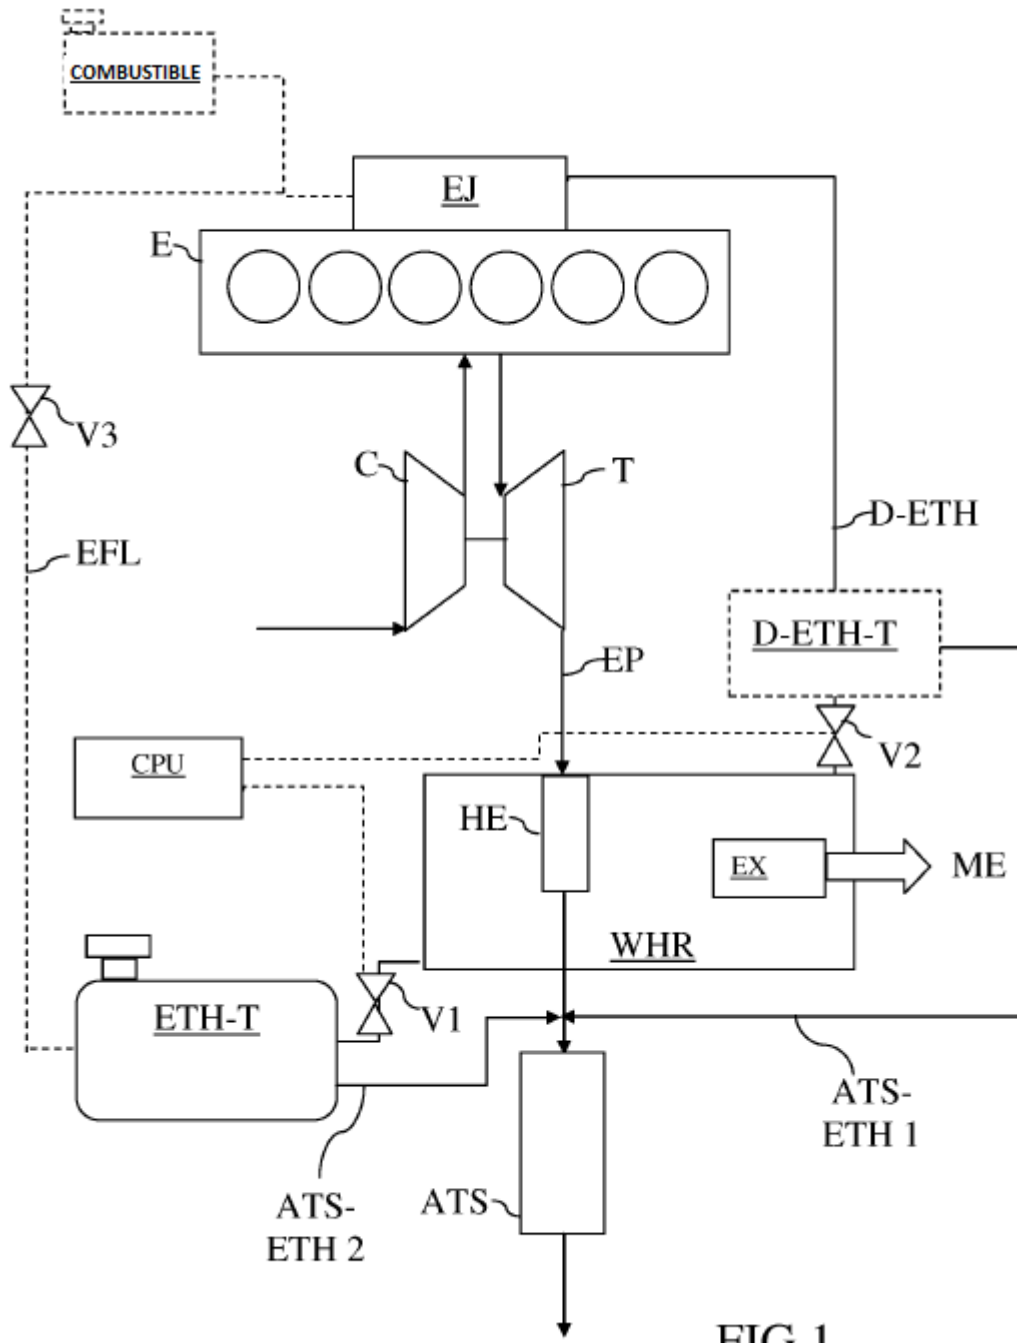 COMBUSTIBLE
EJ
E
V3
C
T
D-ETH
EFL
D-ETH-T
EP
V2
CPU
HE
EX
ME
WHR
ETH-T
V1
ATS-
ETH 1
ATS-
ETH 2
ATS
FIG 1